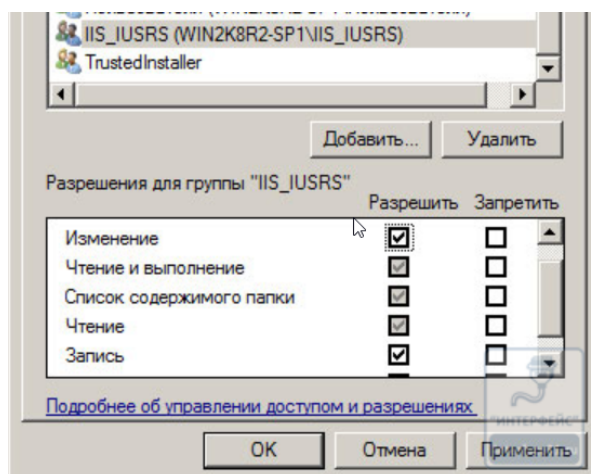 IIS_IUSRS (WIN2K8R2-SP1\IIS_IUSRS)
TrustedInstaller
Добавить...
Удалить
Разрешения для группы "IIS_IUSRS"
Разрешить Запретить
Изменение
Чтение и выполнение
Список содержимого папки
Чтение
Запись
Подробнее об управлении доступом и разрешениях
"ИНТЕРФЕЙС"
OK
Отмена
Применить